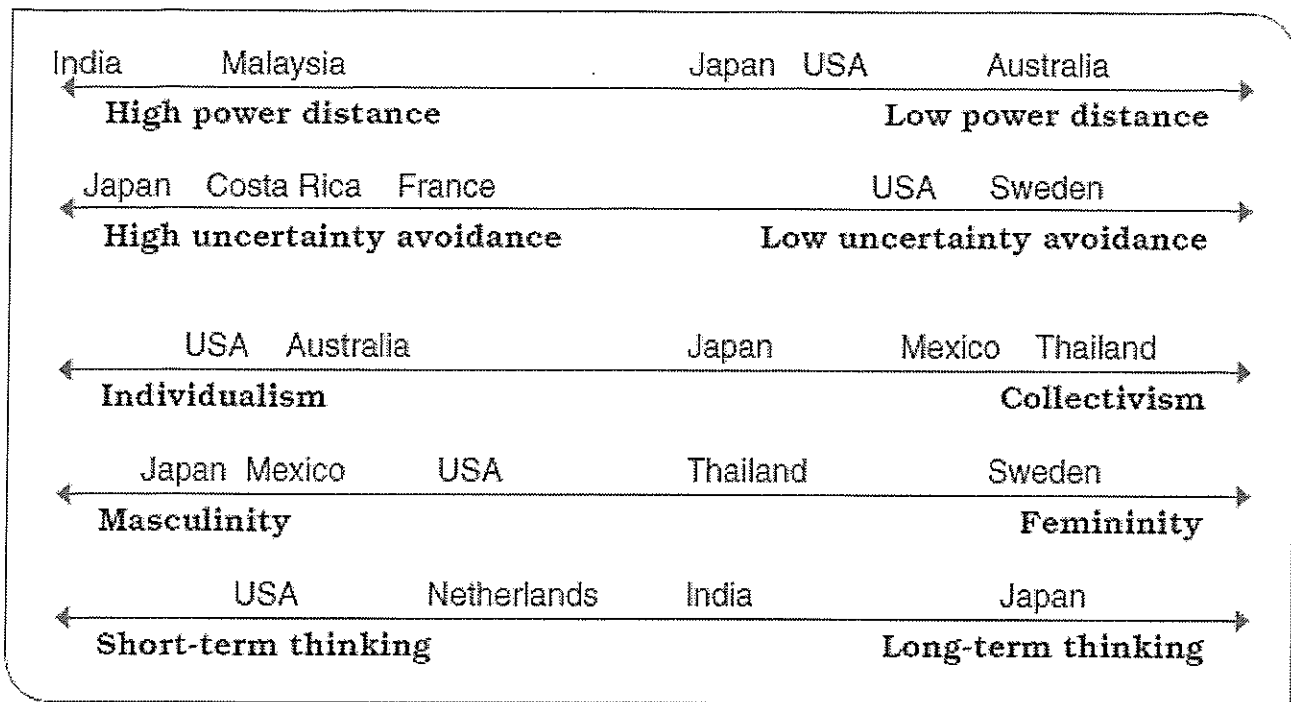 India Malaysia Japan USA Australia
High power distance Low power distance
Japan Costa Rica France USA Sweden
High uncertainty avoidance Low uncertainty avoidance
USA Australia Japan Mexico Thailand
Individualism Collectivism
Japan Mexico USA Thailand Sweden
Masculinity Femininity
USA Netherlands India Japan
Short-term thinking Long-term thinking